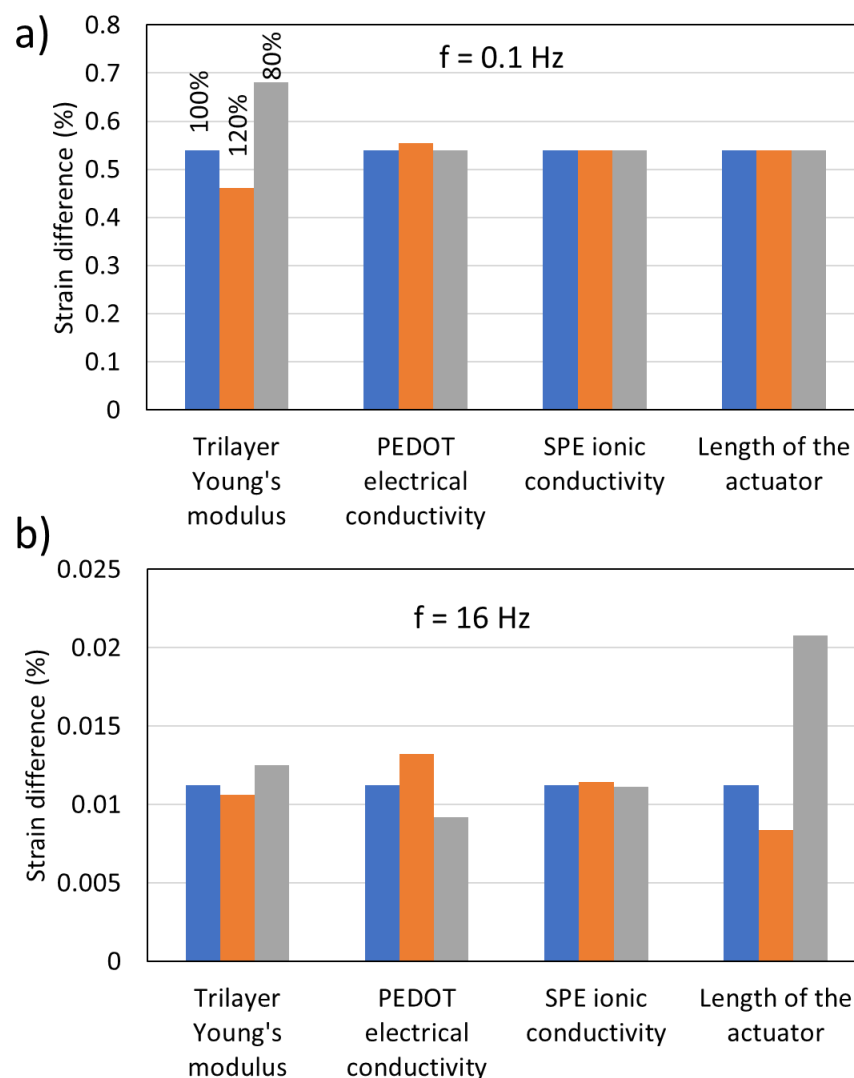 a)
f = 0.1 Hz
Strain difference (%)
0.8
0.7
0.6
0.5
0.4
0.3
0.2
0.1
0
100%
120%
80%
Trilayer
Young's
modulus
PEDOT
electrical
conductivity
SPE ionic
conductivity
Length of the
actuator
b)
f = 16 Hz
Strain difference (%)
0.025
0.02
0.015
0.01
0.005
0
Trilayer
Young's
modulus
PEDOT
electrical
conductivity
SPE ionic
conductivity
Length of the
actuator